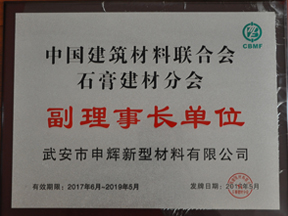 CBMF
中国建筑材料联合会
石膏建材分会
副理事长单位
武安市申辉新型材料有限公司
有效期限：2017年6月~2019年5月
发牌日期：2018年5月